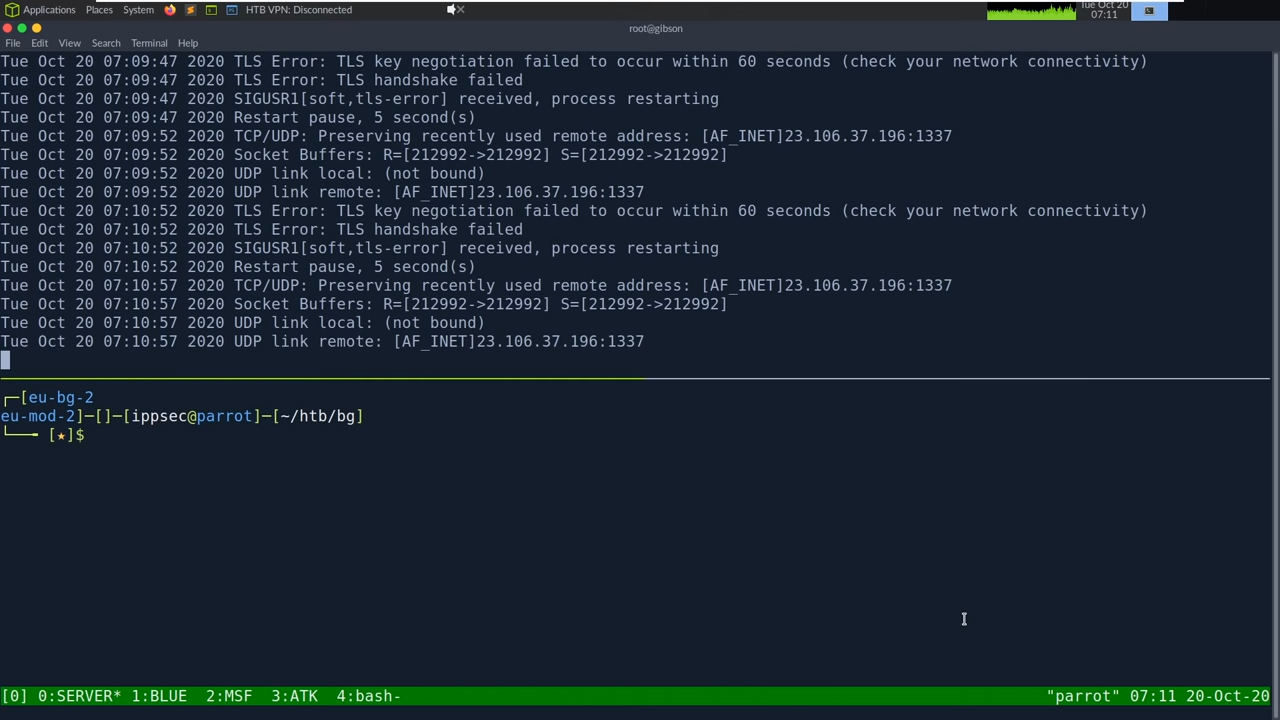 Applications Places System HTB VPN: Disconnected Tue Oct 20
07:11
root@gibson
File Edit View Search Terminal Help
Tue Oct 20 07:09:47 2020 TLS Error: TLS key negotiation failed to occur within 60 seconds (check your network connectivity)
Tue Oct 20 07:09:47 2020 TLS Error: TLS handshake failed
Tue Oct 20 07:09:47 2020 SIGUSR1[soft,tls-error] received, process restarting
Tue Oct 20 07:09:47 2020 Restart pause, 5 second(s)
Tue Oct 20 07:09:52 2020 TCP/UDP: Preserving recently used remote address: [AF_INET]23.106.37.196:1337
Tue Oct 20 07:09:52 2020 Socket Buffers: R=[212992->212992] S=[212992->212992]
Tue Oct 20 07:09:52 2020 UDP link local: (not bound)
Tue Oct 20 07:09:52 2020 UDP link remote: [AF_INET]23.106.37.196:1337
Tue Oct 20 07:10:52 2020 TLS Error: TLS key negotiation failed to occur within 60 seconds (check your network connectivity)
Tue Oct 20 07:10:52 2020 TLS Error: TLS handshake failed
Tue Oct 20 07:10:52 2020 SIGUSR1[soft,tls-error] received, process restarting
Tue Oct 20 07:10:52 2020 Restart pause, 5 second(s)
Tue Oct 20 07:10:57 2020 TCP/UDP: Preserving recently used remote address: [AF_INET]23.106.37.196:1337
Tue Oct 20 07:10:57 2020 Socket Buffers: R=[212992->212992] S=[212992->212992]
Tue Oct 20 07:10:57 2020 UDP link local: (not bound)
Tue Oct 20 07:10:57 2020 UDP link remote: [AF_INET]23.106.37.196:1337
┌─[eu-bg-2
eu-mod-2]─[]─[ippsec@parrot]─[~/htb/bg]
└──╼ [★]$
[0] 0:SERVER* 1:BLUE 2:MSF 3:ATK 4:bash- "parrot" 07:11 20-Oct-20